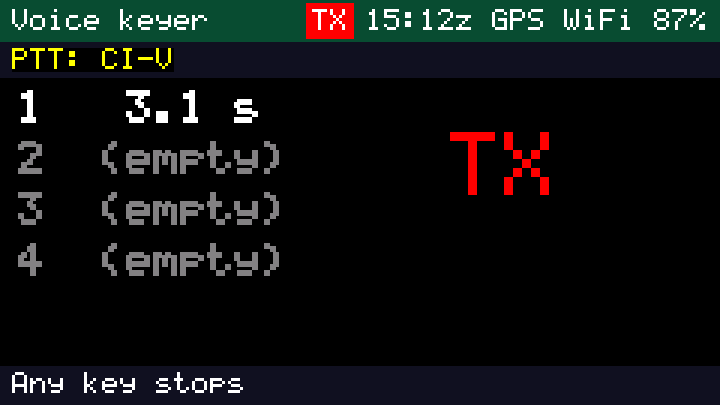 Voice keyer TX 15:12z GPS WiFi 87%
PTT: CI-V
1 3.1 s
2 (empty)
TX
3 (empty)
4 (empty)
Any key stops